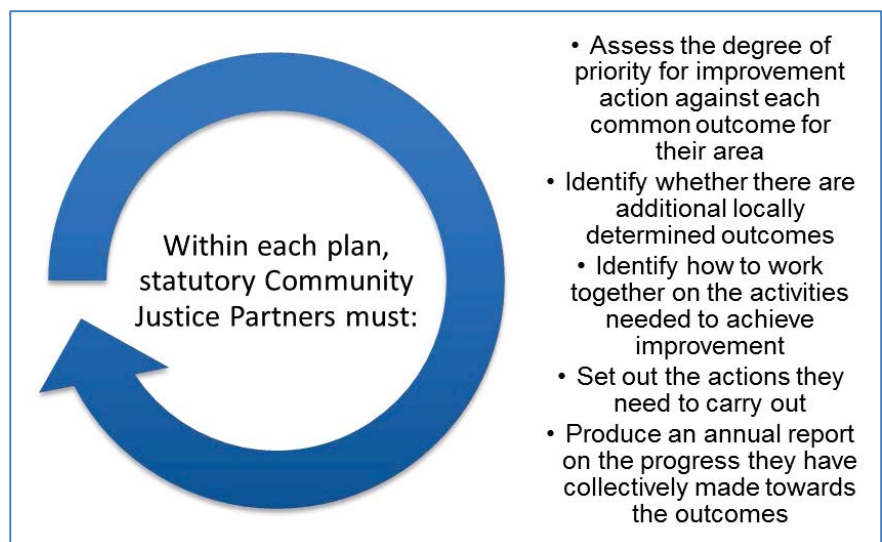 Within each plan,
statutory Community
Justice Partners must:
• Assess the degree of
priority for improvement
action against each
common outcome for
their area
• Identify whether there are
additional locally
determined outcomes
• Identify how to work
together on the activities
needed to achieve
improvement
• Set out the actions they
need to carry out
• Produce an annual report
on the progress they have
collectively made towards
the outcomes